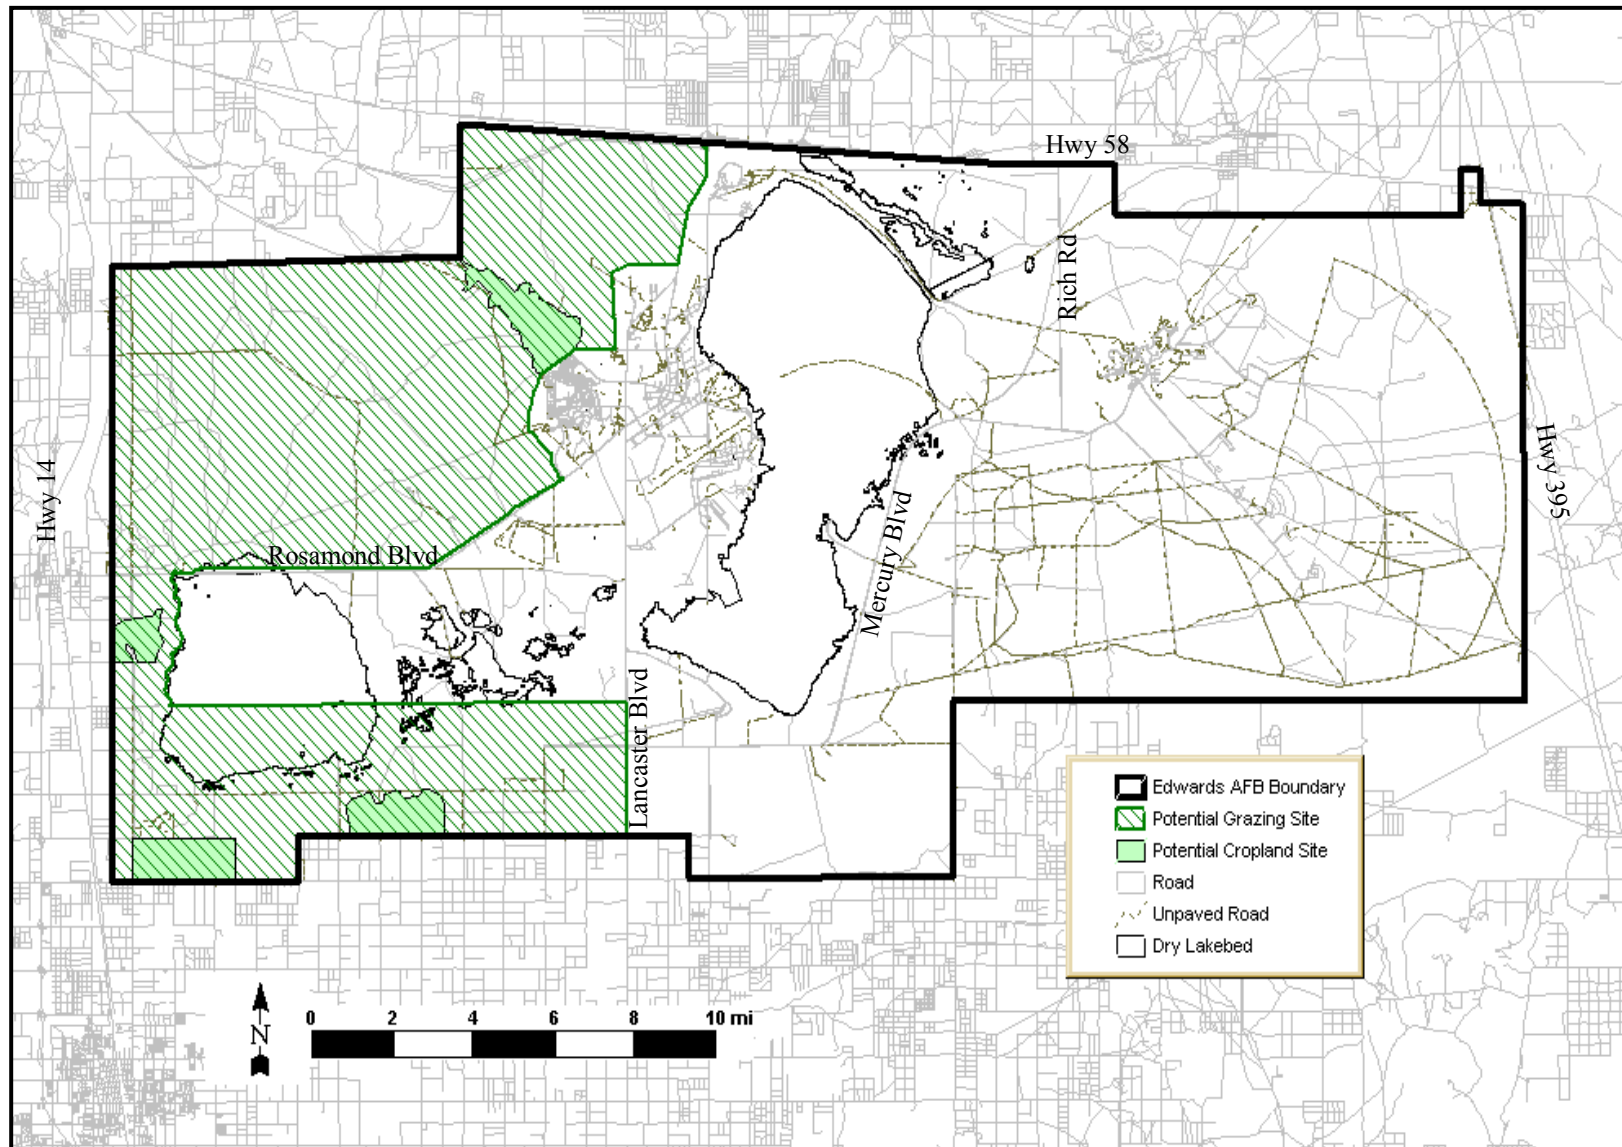 Hwy 58
Rich Rd
Hwy 14
Hwy 395
Rosamond Blvd
Mercury Blvd
Lancaster Blvd
Edwards AFB Boundary
Potential Grazing Site
Potential Cropland Site
Road
Unpaved Road
Dry Lakebed
N
0 2 4 6 8 10 mi